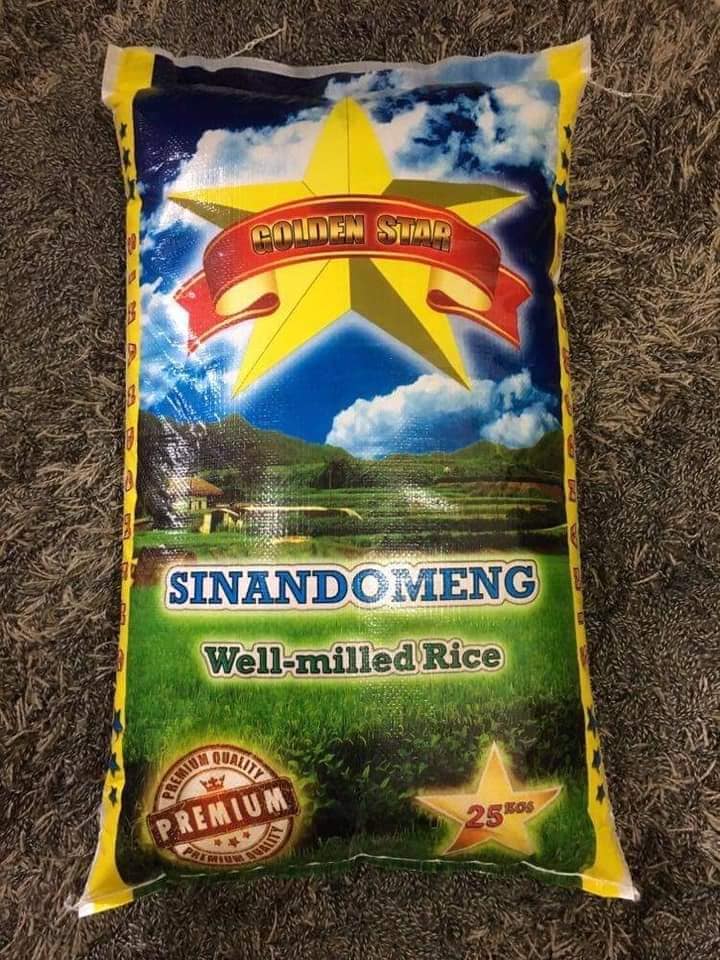 GOLDEN STAR
SINANDOMENG
Well-milled Rice
PREMIUM QUALITY
PREMIUM
PREMIUM QUALITY
25 KGS